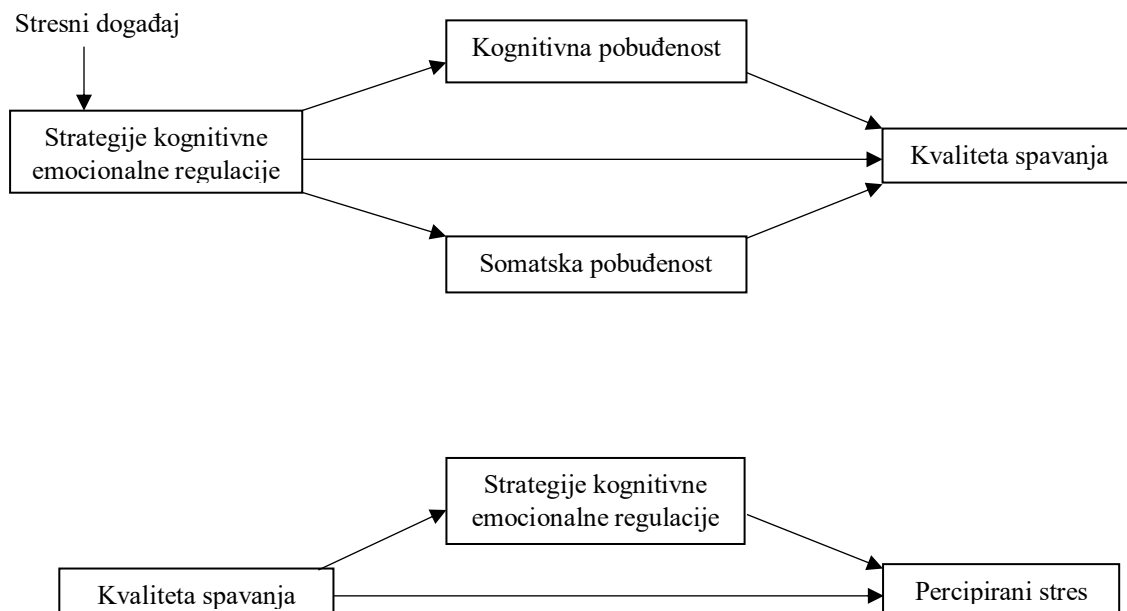 Stresni događaj
Kognitivna pobuđenost
Strategije kognitivne
emocionalne regulacije
Kvaliteta spavanja
Somatska pobuđenost
Strategije kognitivne
emocionalne regulacije
Kvaliteta spavanja
Percipirani stres